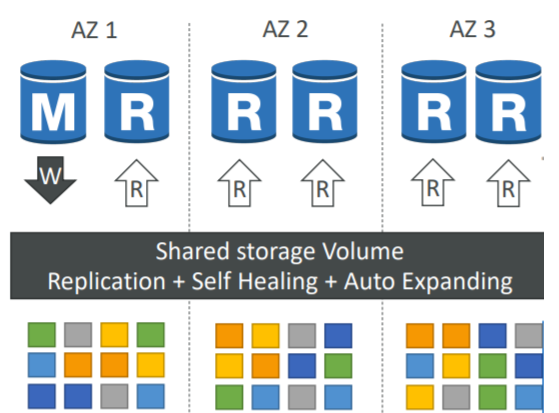 AZ 1 AZ 2 AZ 3
M R R R R R
W R R R R R
Shared storage Volume
Replication + Self Healing + Auto Expanding